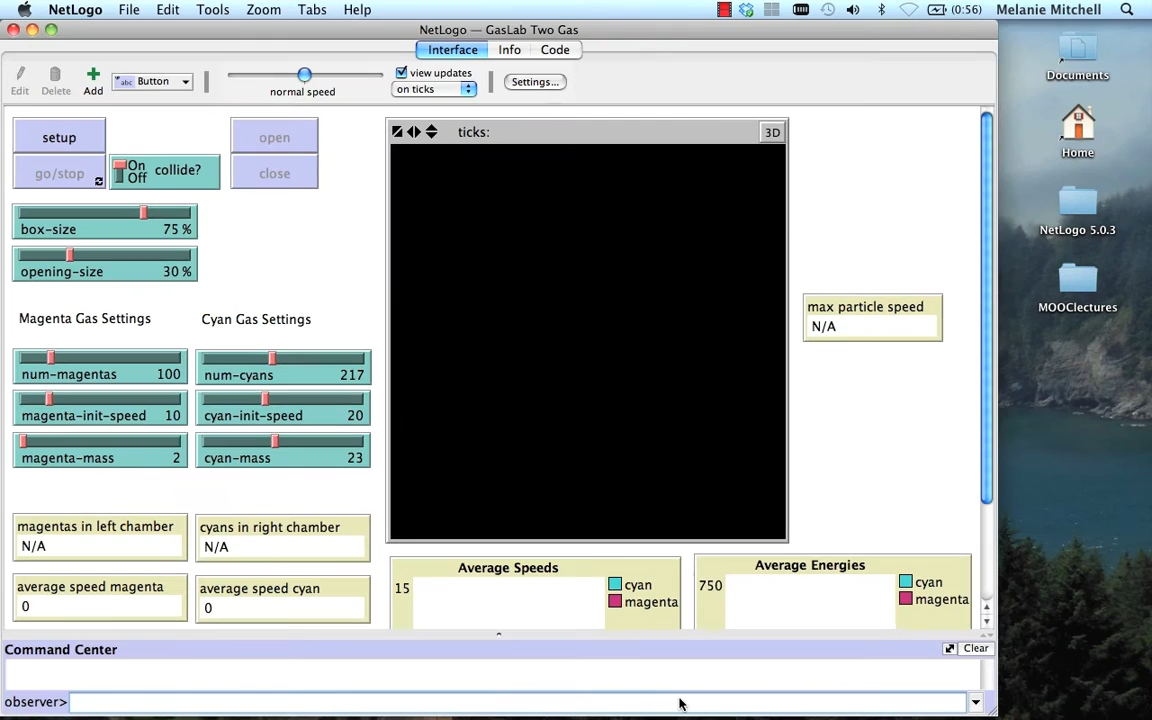 NetLogo File Edit Tools Zoom Tabs Help (0:56) Melanie Mitchell
NetLogo — GasLab Two Gas
Interface Info Code
Edit Delete Add abc Button normal speed view updates on ticks Settings...
Documents
Home
NetLogo 5.0.3
MOOClectures
setup open
go/stop On Off collide? close
box-size 75 %
opening-size 30 %
ticks: 3D
max particle speed
N/A
Magenta Gas Settings Cyan Gas Settings
num-magentas 100 num-cyans 217
magenta-init-speed 10 cyan-init-speed 20
magenta-mass 2 cyan-mass 23
magentas in left chamber cyans in right chamber
N/A N/A
average speed magenta average speed cyan
0 0
Average Speeds
15 cyan
magenta
Average Energies
750 cyan
magenta
Command Center Clear
observer>